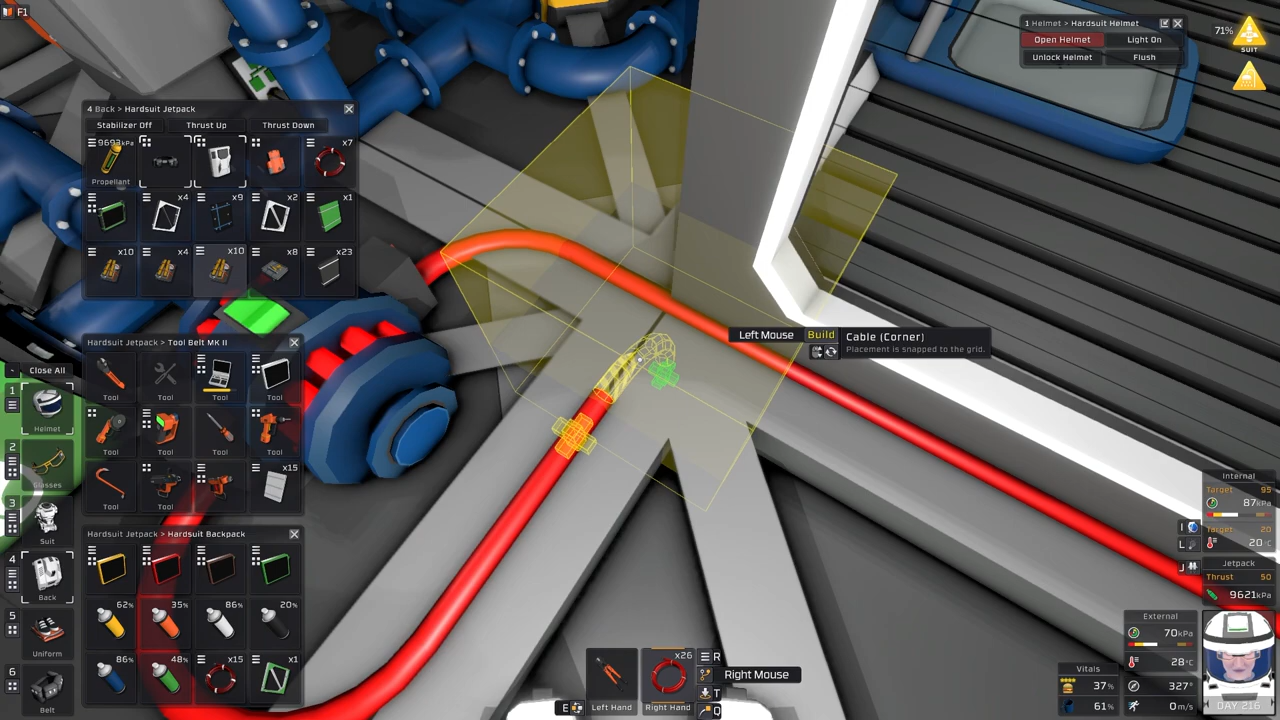 F1
4 Back > Hardsuit Jetpack
Stabilizer Off
Thrust Up
Thrust Down
9693kPa
Propellant
x7
x4
x9
x2
x1
x10
x4
x10
x8
x23
Hardsuit Jetpack > Tool Belt MK II
Tool
Tool
Tool
Tool
Tool
Tool
Tool
Tool
Tool
Tool
x15
Hardsuit Jetpack > Hardsuit Backpack
62%
35%
86%
20%
86%
48%
x15
x1
Close All
1
Helmet
2
Glasses
3
Suit
4
Back
5
Uniform
6
Belt
1 Helmet > Hardsuit Helmet
Open Helmet
Light On
Unlock Helmet
Flush
71%
SUIT
Left Mouse
Build
Cable (Corner)
Placement is snapped to the grid.
E
Left Hand
x26
Right Hand
R
T
Q
Right Mouse
Internal
Target 95
87kPa
Target 20
20°C
I
L
J
Jetpack
Thrust 50
9621kPa
External
70kPa
28°C
327°
0m/s
Vitals
37%
61%
DAY 216